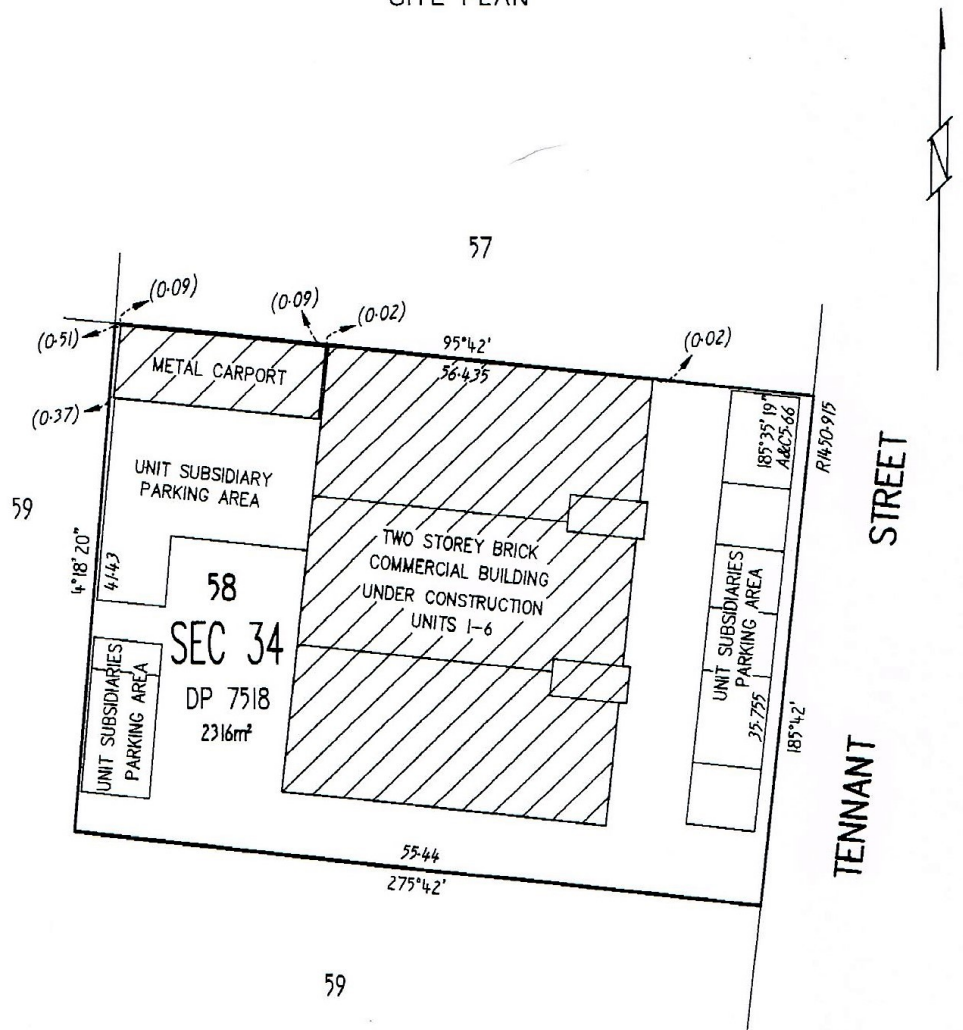 SITE PLAN
57
(0·09)
(0·09)
(0·02)
(0·51)
95°42'
56·435
(0·02)
METAL CARPORT
(0·37)
185°35'19"
A&C5·66
R1450·915
UNIT SUBSIDIARY
PARKING AREA
59
STREET
4°18'20"
41·43
TWO STOREY BRICK
COMMERCIAL BUILDING
UNDER CONSTRUCTION
UNITS 1-6
58
SEC 34
DP 7518
2316m²
UNIT SUBSIDIARIES
PARKING AREA
UNIT SUBSIDIARIES
PARKING AREA
35·755
185°42'
TENNANT
55·44
275°42'
59